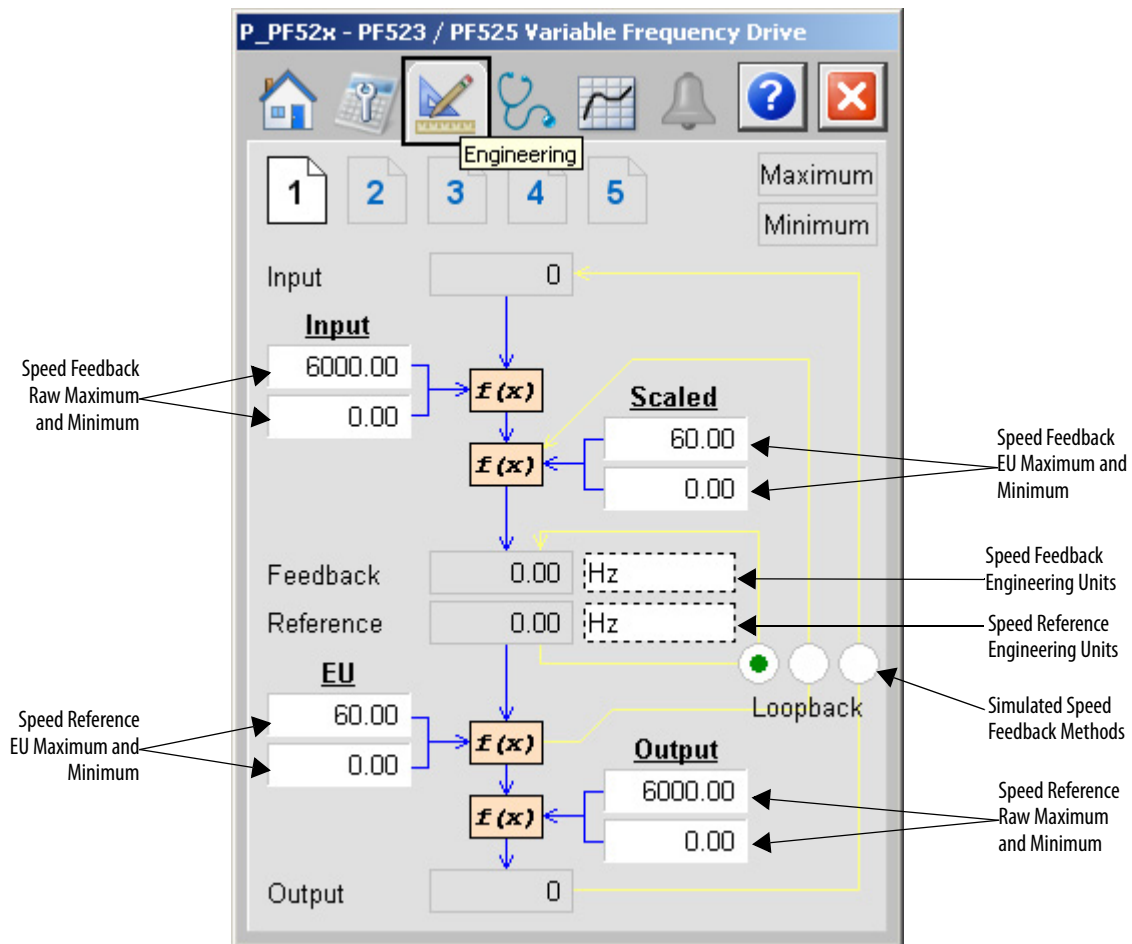 P_PF52x - PF523 / PF525 Variable Frequency Drive
?
Engineering
1 2 3 4 5
Maximum
Minimum
Input 0
Input
6000.00
0.00
Speed Feedback
Raw Maximum
and Minimum
f(x)
f(x)
Scaled
60.00
0.00
Speed Feedback
EU Maximum and
Minimum
Feedback 0.00 Hz
Speed Feedback
Engineering Units
Reference 0.00 Hz
Speed Reference
Engineering Units
Loopback
Simulated Speed
Feedback Methods
EU
60.00
0.00
Speed Reference
EU Maximum and
Minimum
f(x)
f(x)
Output
6000.00
0.00
Speed Reference
Raw Maximum
and Minimum
Output 0